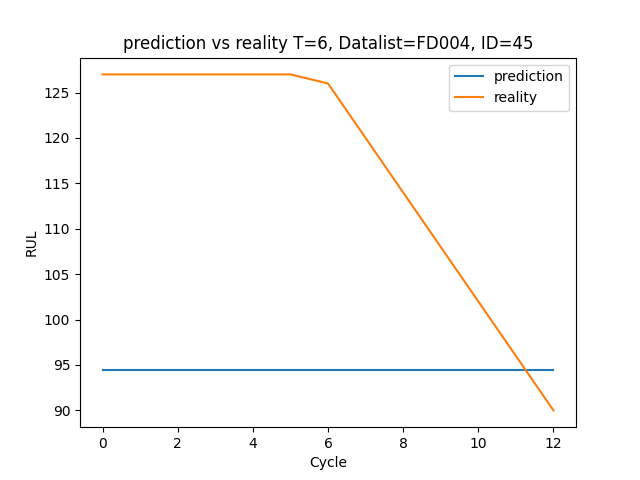 prediction vs reality T=6, Datalist=FD004, ID=45
prediction
reality
RUL
125
120
115
110
105
100
95
90
0 2 4 6 8 10 12
Cycle